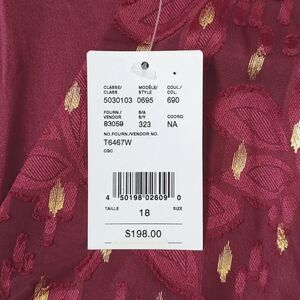 CLASSE/ MODÈLE/ COUL./
CLASS STYLE COL.
5030103 0695 690
FOURN./ S/A
VENDOR S/Y COORD.
83059 323 NA
NO.FOURN./VENDOR NO.
T6467W
4 50198 02609 0
TAILLE 18 SIZE
$198.00